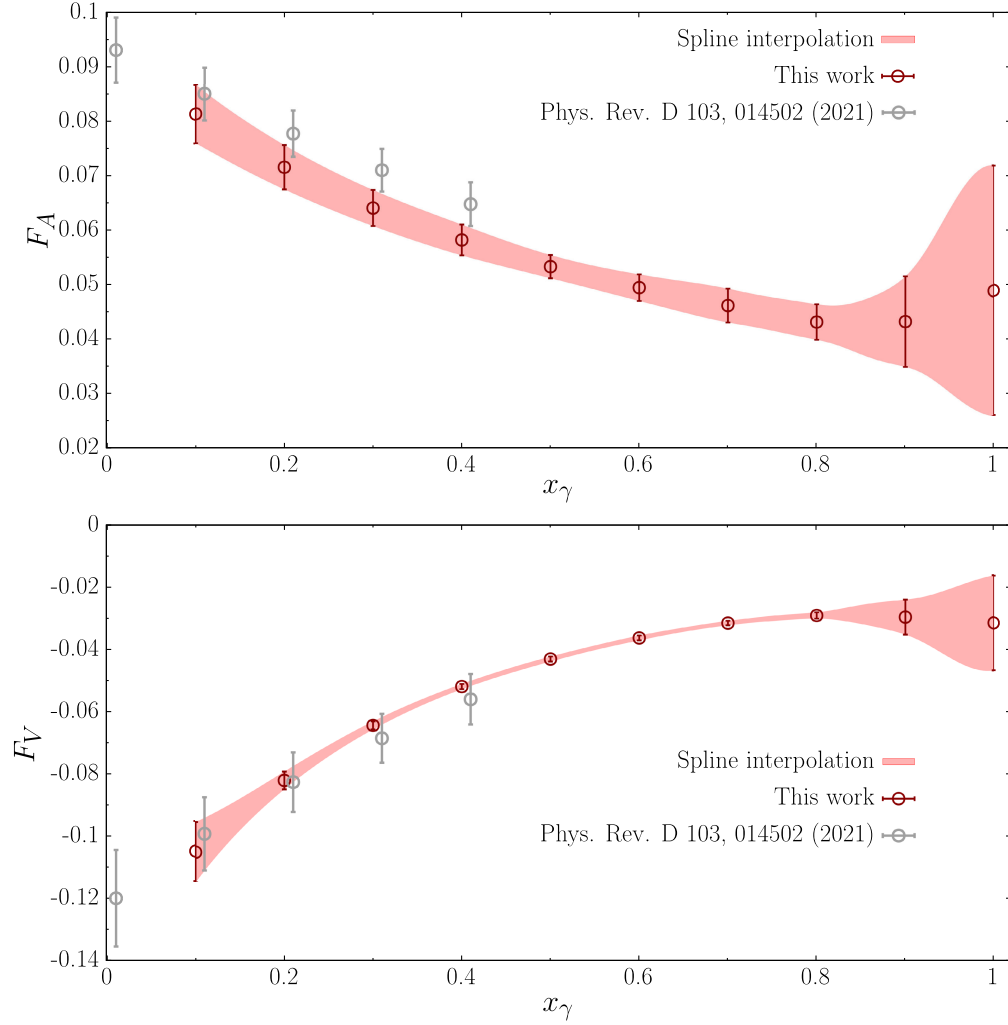 0.1
0.09
0.08
0.07
0.06
0.05
0.04
0.03
0.02
F_A
Spline interpolation
This work
Phys. Rev. D 103, 014502 (2021)
0 0.2 0.4 0.6 0.8 1
x_γ
0
-0.02
-0.04
-0.06
-0.08
-0.1
-0.12
-0.14
F_V
Spline interpolation
This work
Phys. Rev. D 103, 014502 (2021)
0 0.2 0.4 0.6 0.8 1
x_γ